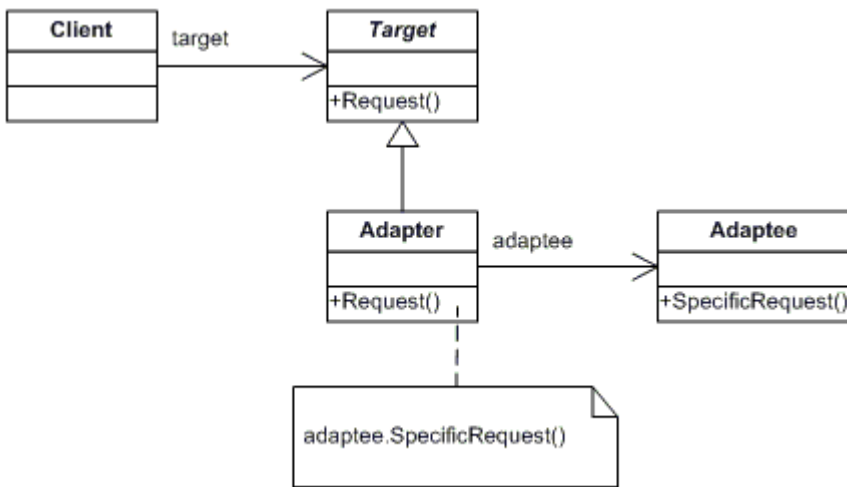 Client
target
Target
+Request()
Adapter
adaptee
Adaptee
+Request()
+SpecificRequest()
adaptee.SpecificRequest()